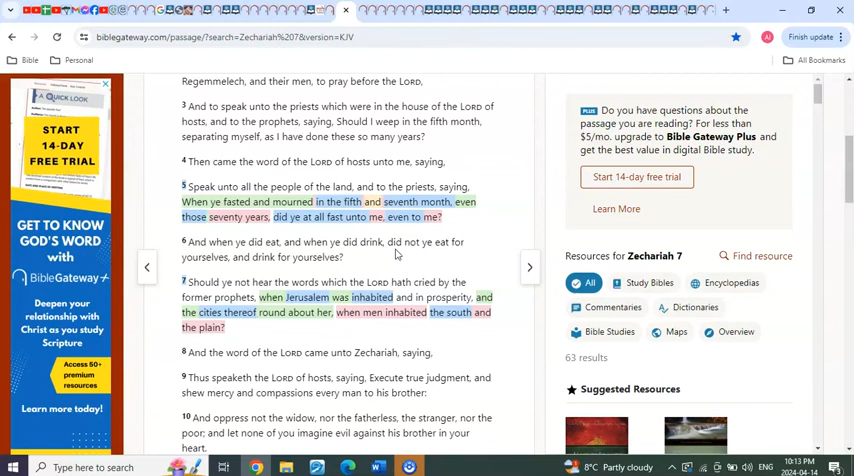 Finish update
biblegateway.com/passage/?search=Zechariah%207&version=KJV
Bible
Personal
All Bookmarks
A QUICK LOOK
START
14-DAY
FREE TRIAL
GET TO KNOW
GOD'S WORD
with
BibleGateway+
Deepen your
relationship with
Christ as you study
Scripture
Access 50+
premium
resources
Learn more today!
Regemmelech, and their men, to pray before the LORD,
3 And to speak unto the priests which were in the house of the LORD of
hosts, and to the prophets, saying, Should I weep in the fifth month,
separating myself, as I have done these so many years?
4 Then came the word of the LORD of hosts unto me, saying,
5 Speak unto all the people of the land, and to the priests, saying,
When ye fasted and mourned in the fifth and seventh month, even
those seventy years, did ye at all fast unto me, even to me?
6 And when ye did eat, and when ye did drink, did not ye eat for
yourselves, and drink for yourselves?
7 Should ye not hear the words which the LORD hath cried by the
former prophets, when Jerusalem was inhabited and in prosperity, and
the cities thereof round about her, when men inhabited the south and
the plain?
8 And the word of the LORD came unto Zechariah, saying,
9 Thus speaketh the LORD of hosts, saying, Execute true judgment, and
shew mercy and compassions every man to his brother:
10 And oppress not the widow, nor the fatherless, the stranger, nor the
poor; and let none of you imagine evil against his brother in your
heart.
PLUS Do you have questions about the
passage you are reading? For less than
$5/mo. upgrade to Bible Gateway Plus and
get the best value in digital Bible study.
Start 14-day free trial
Learn More
Resources for Zechariah 7
Find resource
All
Study Bibles
Encyclopedias
Commentaries
Dictionaries
Bible Studies
Maps
Overview
63 results
Suggested Resources
Type here to search
8°C Partly cloudy
10:13 PM
2024-04-14